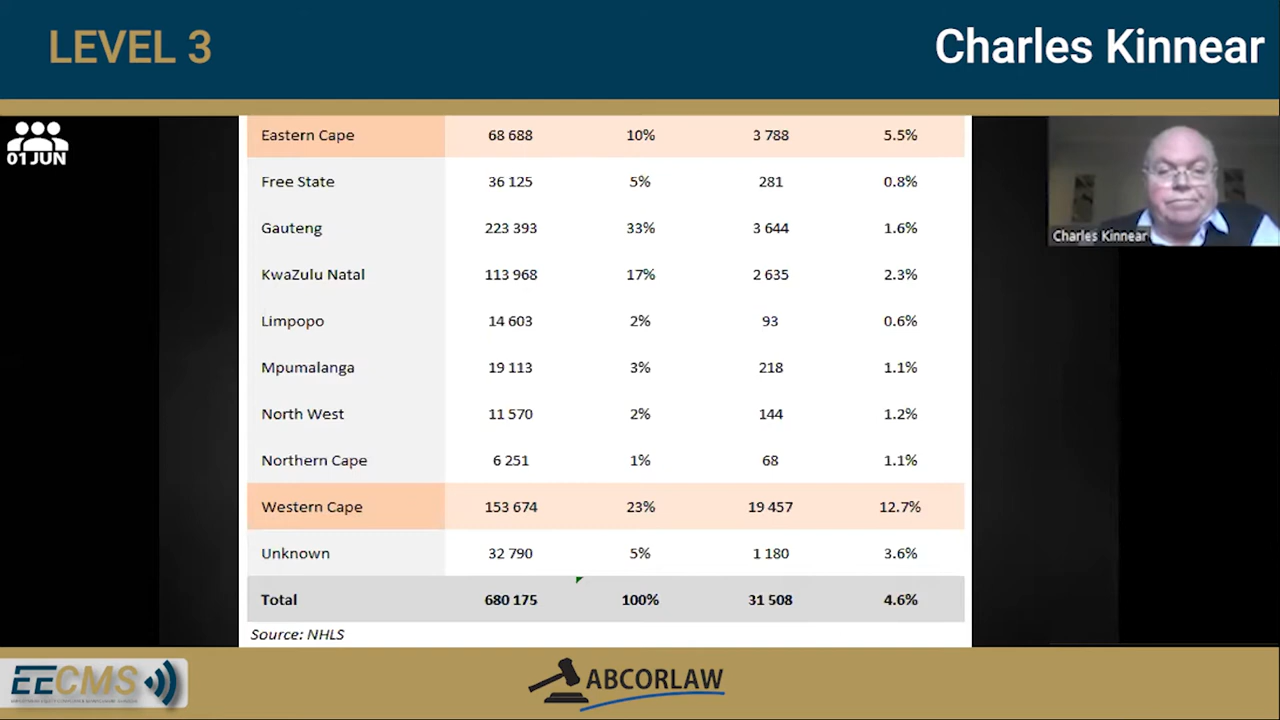 LEVEL 3
Charles Kinnear
01 JUN
Eastern Cape 68 688 10% 3 788 5.5%
Free State 36 125 5% 281 0.8%
Gauteng 223 393 33% 3 644 1.6%
KwaZulu Natal 113 968 17% 2 635 2.3%
Limpopo 14 603 2% 93 0.6%
Mpumalanga 19 113 3% 218 1.1%
North West 11 570 2% 144 1.2%
Northern Cape 6 251 1% 68 1.1%
Western Cape 153 674 23% 19 457 12.7%
Unknown 32 790 5% 1 180 3.6%
Total 680 175 100% 31 508 4.6%
Source: NHLS
Charles Kinnear
EECMS
ABCORLAW